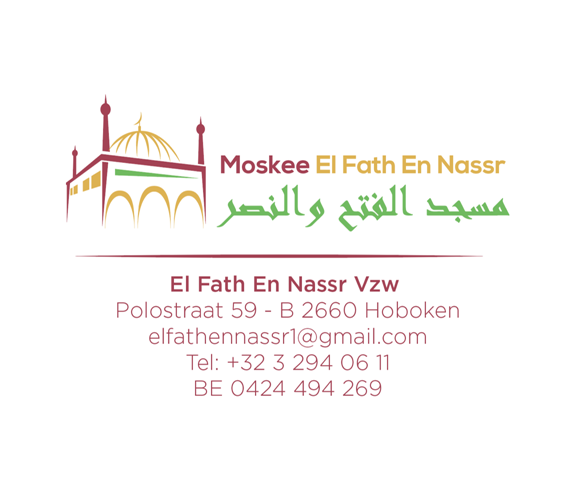 Moskee El Fath En Nassr
مسجد الفتح والنصر
El Fath En Nassr Vzw
Polostraat 59 - B 2660 Hoboken
elfathennassr1@gmail.com
Tel: +32 3 294 06 11
BE 0424 494 269